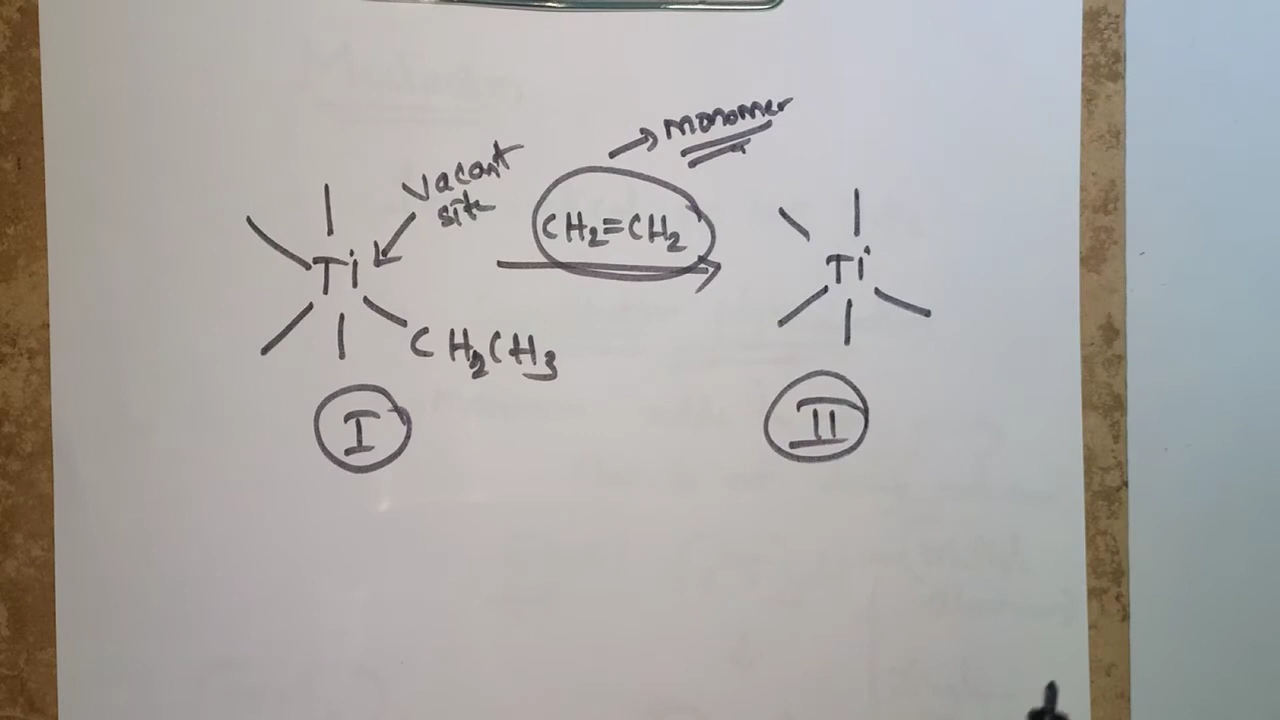 monomer
vacant
site
CH2=CH2
Ti
Ti
CH2CH3
I
II